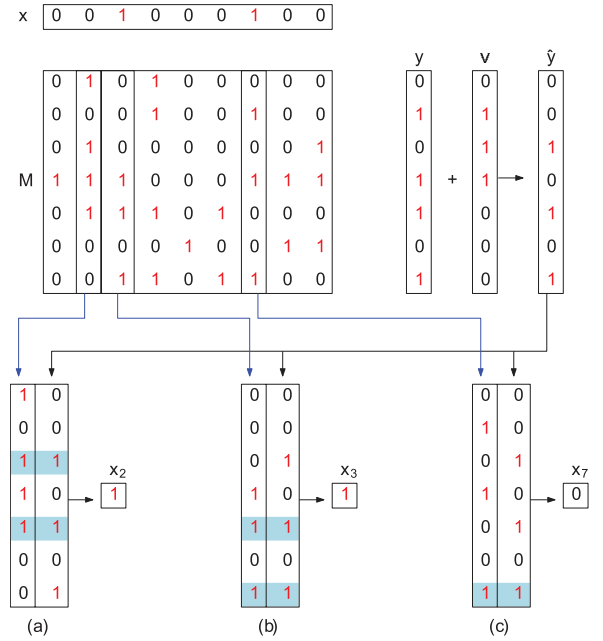 x 0 0 1 0 0 0 1 0 0
y v ŷ
0 1 0 1 0 0 0 0 0 0 0 0
0 0 0 1 0 0 1 0 0 1 1 0
0 1 0 0 0 0 0 0 1 0 1 1
M 1 1 1 0 0 0 1 1 1 1 + 1 0
0 1 1 1 0 1 0 0 0 1 0 1
0 0 0 0 1 0 0 1 1 0 0 0
0 0 1 1 0 1 1 0 0 1 0 1
1 0 0 0 0 0
0 0 0 0 1 0
1 1 0 1 0 1
x2 x3 x7
1 0 1 1 0 1 1 0 0
1 1 1 1 0 1
0 0 0 0 0 0
0 1 1 1 1 1
(a) (b) (c)